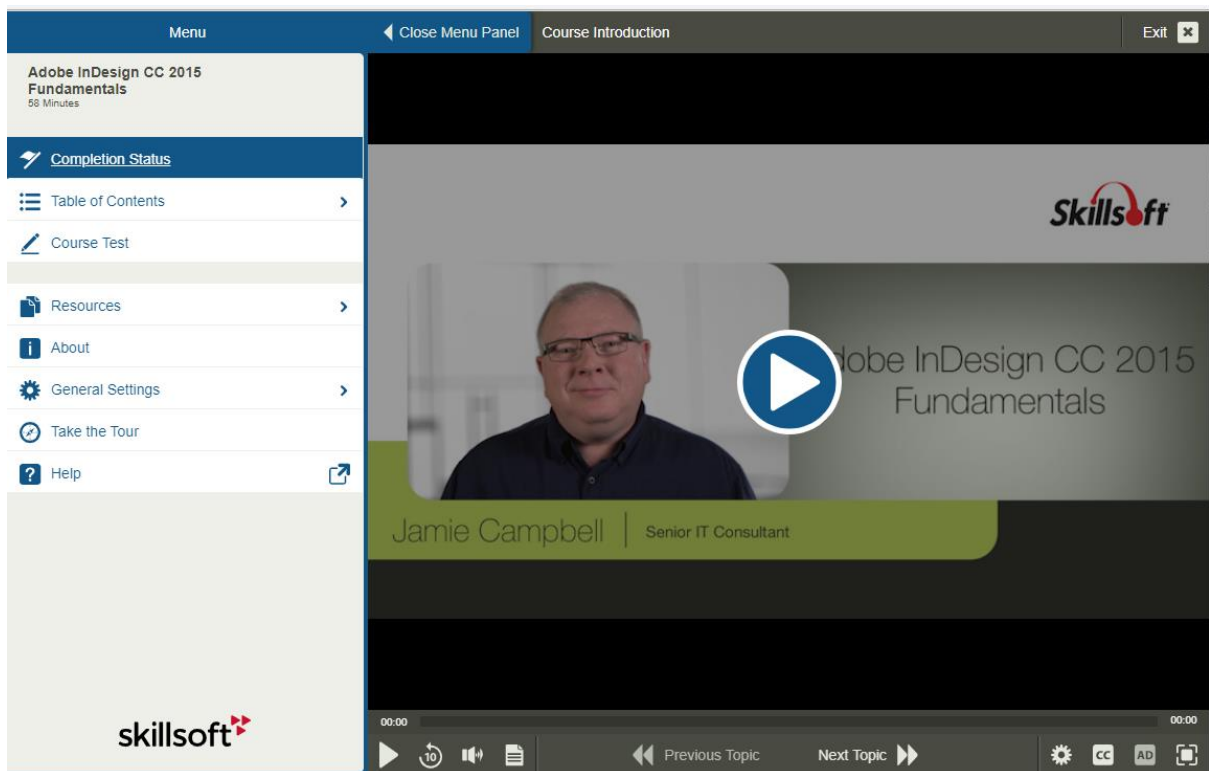 Menu
Close Menu Panel
Course Introduction
Exit
Adobe InDesign CC 2015
Fundamentals
58 Minutes
Completion Status
Table of Contents
Course Test
Resources
About
General Settings
Take the Tour
Help
skillsoft
Skillsoft
dobe InDesign CC 2015
Fundamentals
Jamie Campbell
Senior IT Consultant
00:00
00:00
10
Previous Topic
Next Topic
CC
AD